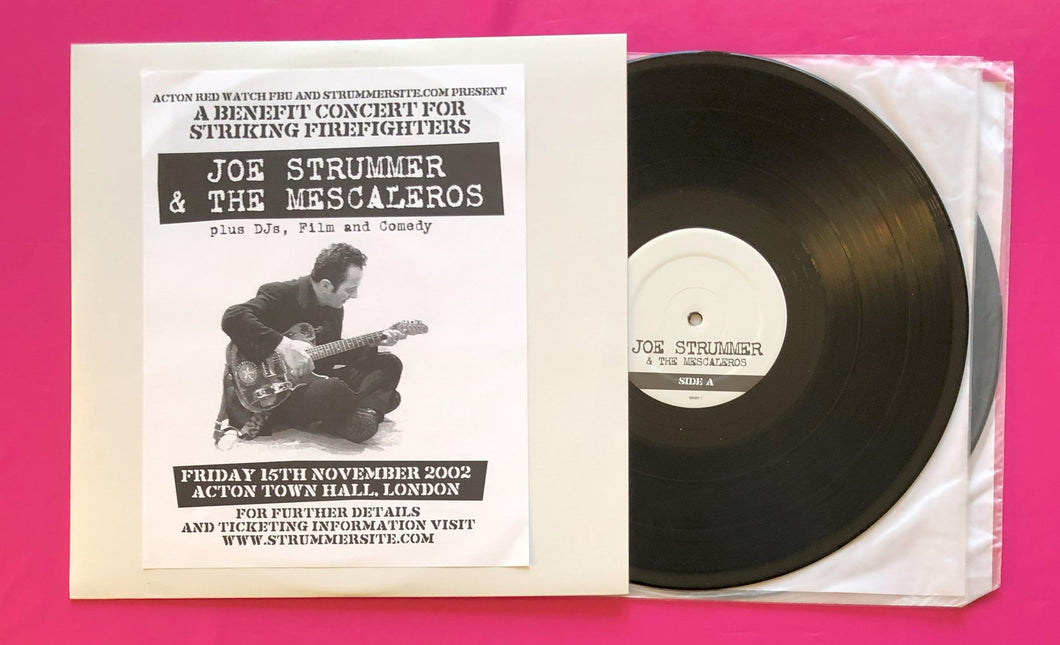 ACTON RED WATCH FBU AND STRUMMERSITE.COM PRESENT
A BENEFIT CONCERT FOR
STRIKING FIREFIGHTERS
JOE STRUMMER
& THE MESCALEROS
plus DJs, Film and Comedy
FRIDAY 15TH NOVEMBER 2002
ACTON TOWN HALL, LONDON
FOR FURTHER DETAILS
AND TICKETING INFORMATION VISIT
WWW.STRUMMERSITE.COM
JOE STRUMMER
& THE MESCALEROS
SIDE A